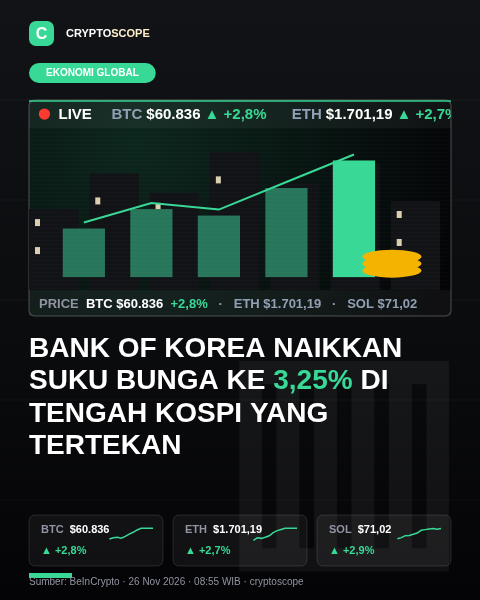 C CRYPTOSCOPE
EKONOMI GLOBAL
LIVE BTC $60.836 ▲ +2,8% ETH $1.701,19 ▲ +2,7%
PRICE BTC $60.836 +2,8% · ETH $1.701,19 · SOL $71,02
BANK OF KOREA NAIKKAN
SUKU BUNGA KE 3,25% DI
TENGAH KOSPI YANG
TERTEKAN
BTC $60.836 ETH $1.701,19 SOL $71,02
▲ +2,8% ▲ +2,7% ▲ +2,9%
Sumber: BeInCrypto · 26 Nov 2026 · 08:55 WIB · cryptoscope